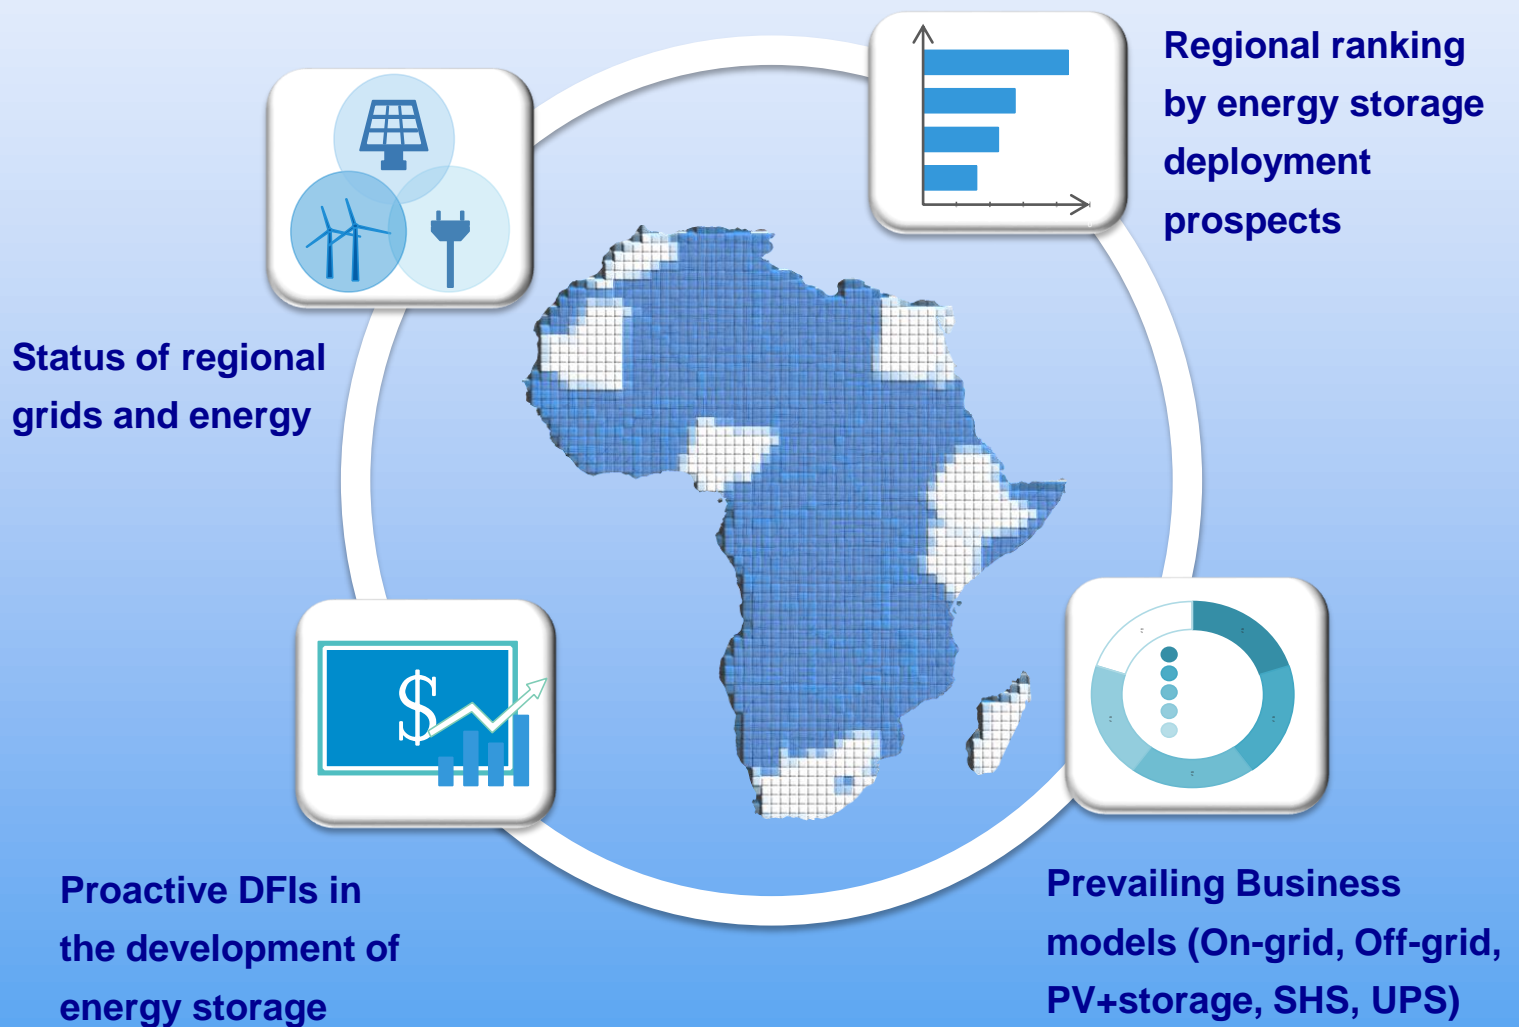 Regional ranking
by energy storage
deployment
prospects
Status of regional
grids and energy
$
Proactive DFIs in
the development of
energy storage
Prevailing Business
models (On-grid, Off-grid,
PV+storage, SHS, UPS)